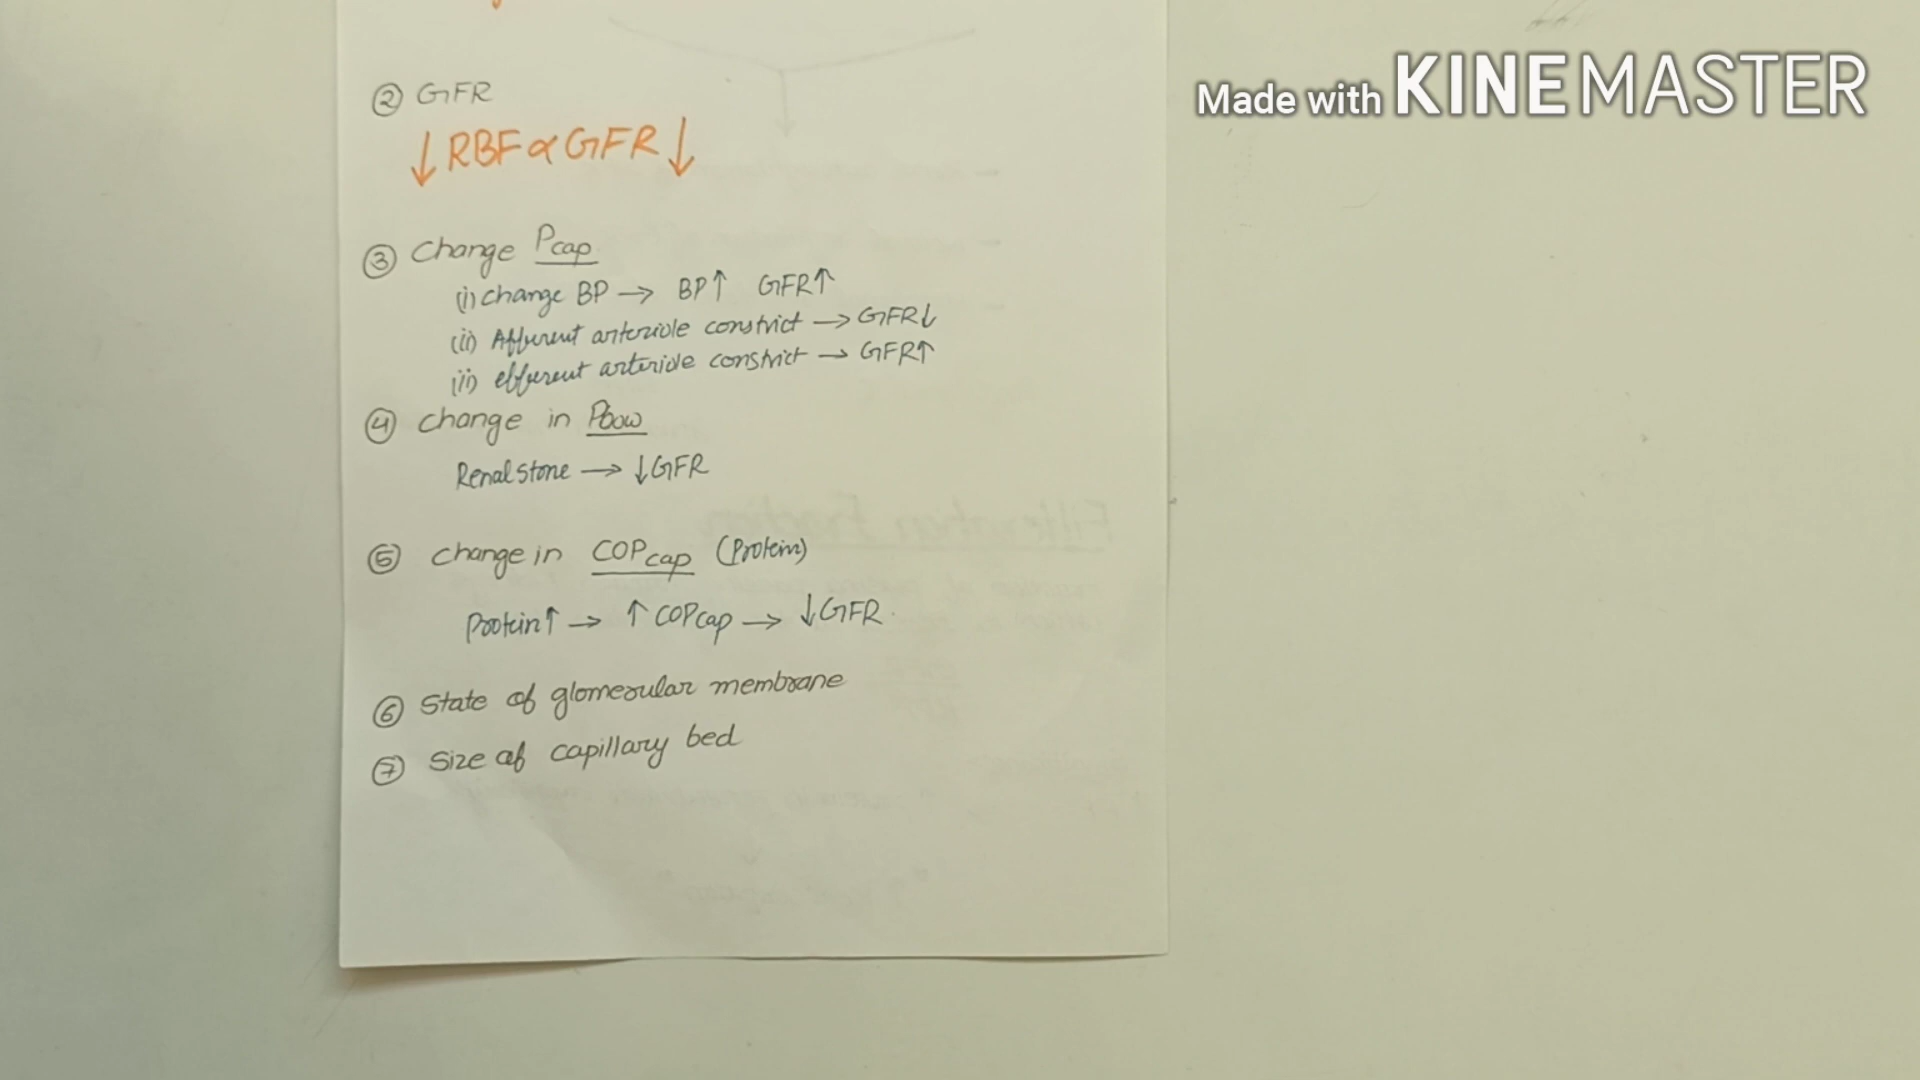 Made with KINEMASTER
② GFR
↓ RBF ∝ GFR ↓
③ Change Pcap
(i) change BP → BP↑ GFR↑
(ii) Afferent arteriole constrict → GFR↓
(ii) efferent arteriole constrict → GFR↑
④ change in Pbow
Renal stone → ↓GFR
⑤ change in COPcap (Protein)
Protein↑ → ↑ COPcap → ↓GFR.
⑥ State of glomerular membrane
⑦ Size of capillary bed
Filteration Fraction